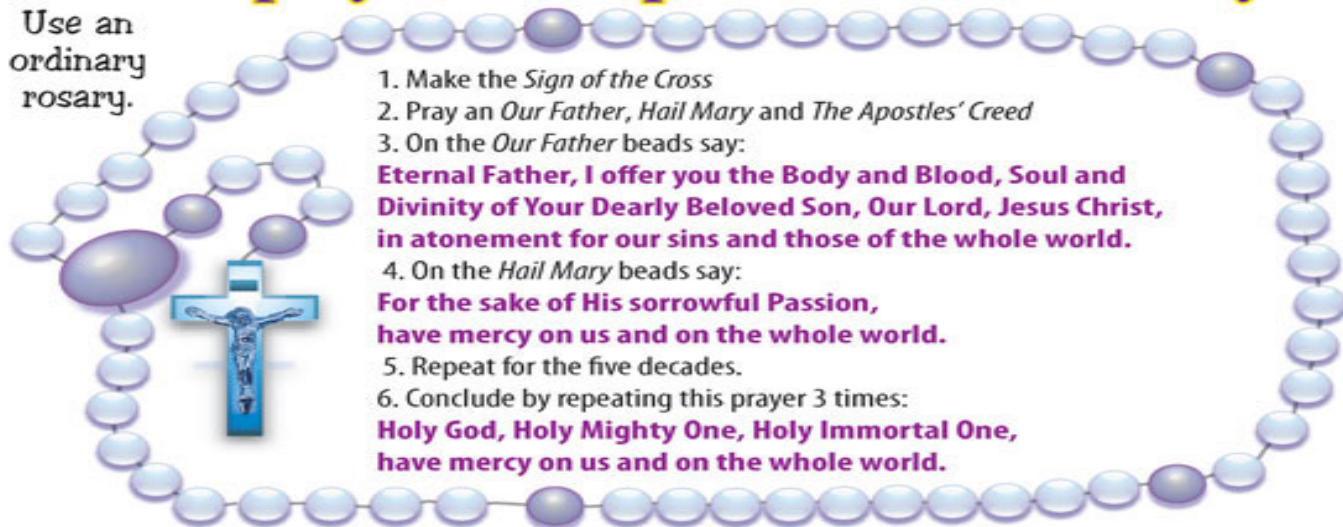 Use an
ordinary
rosary.
1. Make the Sign of the Cross
2. Pray an Our Father, Hail Mary and The Apostles' Creed
3. On the Our Father beads say:
Eternal Father, I offer you the Body and Blood, Soul and
Divinity of Your Dearly Beloved Son, Our Lord, Jesus Christ,
in atonement for our sins and those of the whole world.
4. On the Hail Mary beads say:
For the sake of His sorrowful Passion,
have mercy on us and on the whole world.
5. Repeat for the five decades.
6. Conclude by repeating this prayer 3 times:
Holy God, Holy Mighty One, Holy Immortal One,
have mercy on us and on the whole world.